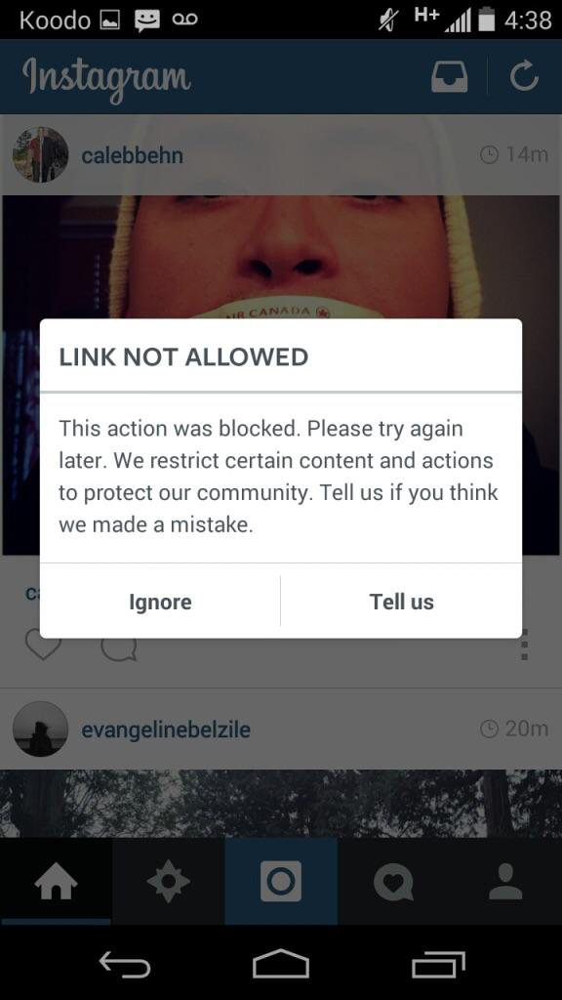 Koodo H+ 4:38
Instagram
calebbehn 14m
AIR CANADA
LINK NOT ALLOWED
This action was blocked. Please try again
later. We restrict certain content and actions
to protect our community. Tell us if you think
we made a mistake.
Ignore Tell us
evangelinebelzile 20m